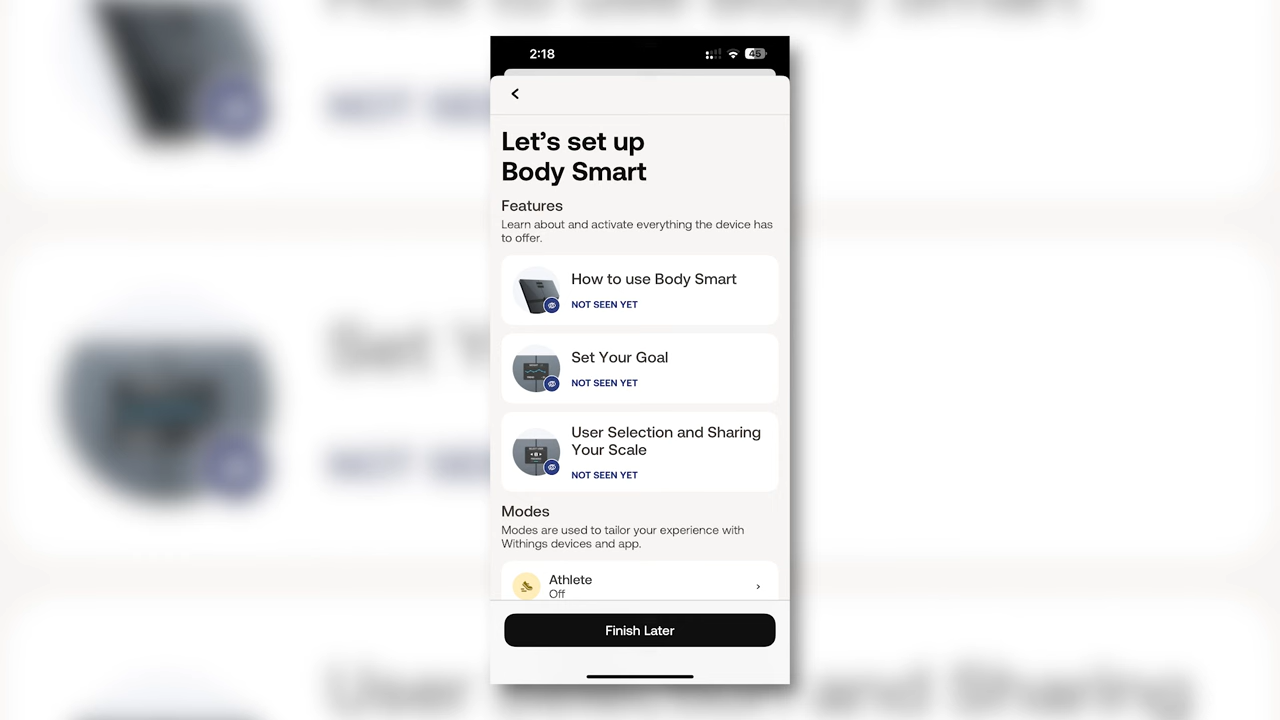 2:18
45
Let's set up
Body Smart
Features
Learn about and activate everything the device has
to offer.
How to use Body Smart
NOT SEEN YET
Set Your Goal
NOT SEEN YET
User Selection and Sharing
Your Scale
NOT SEEN YET
Modes
Modes are used to tailor your experience with
Withings devices and app.
Athlete
Off
Finish Later